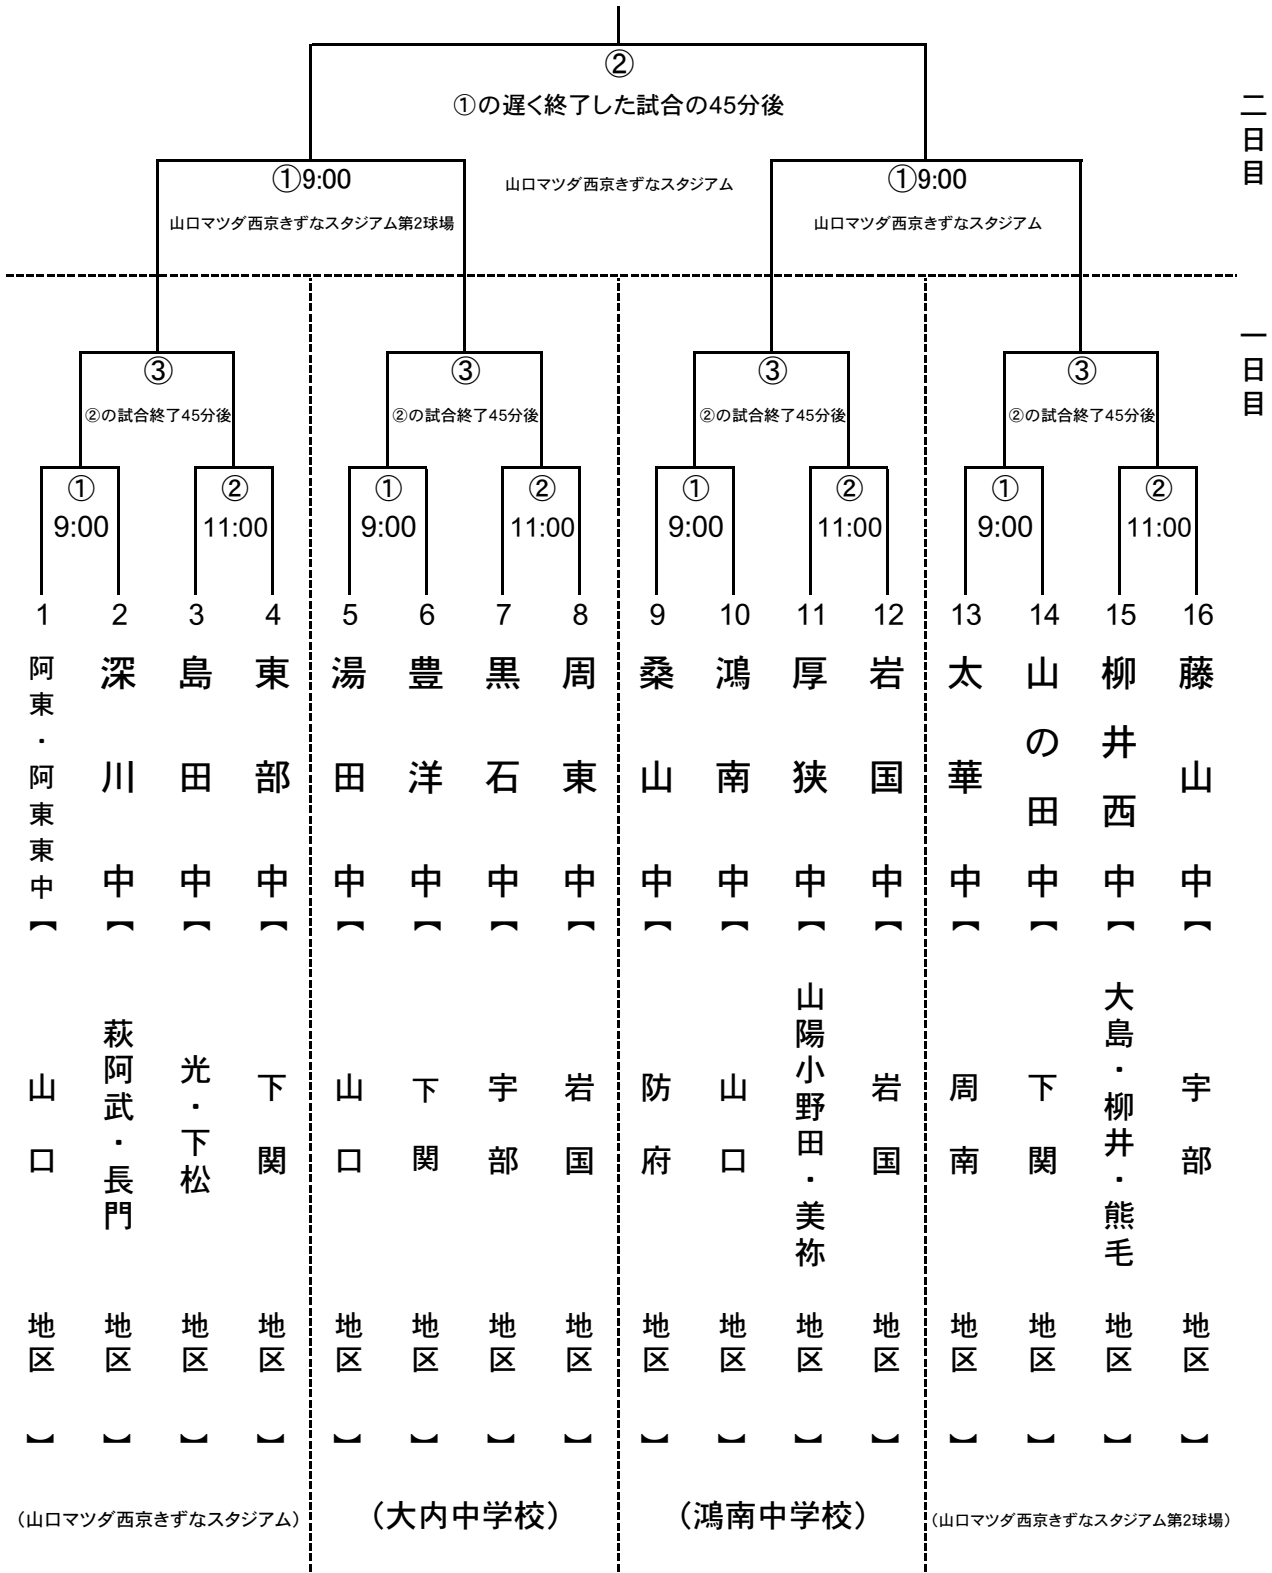 ②
①の遅く終了した試合の45分後
二日目
①9:00
山口マツダ西京きずなスタジアム
①9:00
山口マツダ西京きずなスタジアム第2球場
山口マツダ西京きずなスタジアム
一日目
③
③
③
③
②の試合終了45分後
②の試合終了45分後
②の試合終了45分後
②の試合終了45分後
①
②
①
②
①
②
①
②
9:00
11:00
9:00
11:00
9:00
11:00
9:00
11:00
1
2
3
4
5
6
7
8
9
10
11
12
13
14
15
16
阿東・阿東東中【山口地区】
深川中【萩阿武・長門地区】
島田中【光・下松地区】
東部中【下関地区】
湯田中【山口地区】
豊洋中【下関地区】
黒石中【宇部地区】
周東中【岩国地区】
桑山中【防府地区】
鴻南中【山口地区】
厚狭中【山陽小野田・美祢地区】
岩国中【岩国地区】
太華中【周南地区】
山の田中【下関地区】
柳井西中【大島・柳井・熊毛地区】
藤山中【宇部地区】
（山口マツダ西京きずなスタジアム）
（大内中学校）
（鴻南中学校）
（山口マツダ西京きずなスタジアム第2球場）